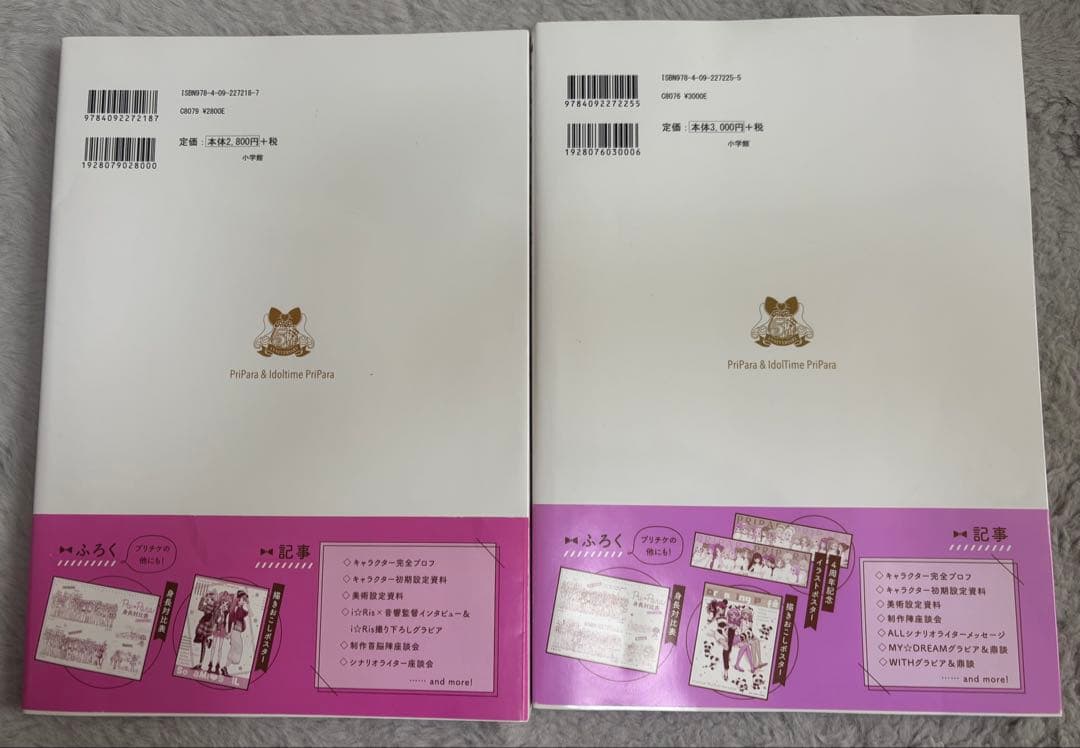 ISBN978-4-09-227218-7
C8079 ¥2800E
9784092272187
定価：本体2,800円+税
1928079028000
小学館
5th
ANNIVERSARY
PriPara & Idoltime PriPara
ふろく
プリチケの
他にも!
身長対比表
描きおこしポスター
記事
◇キャラクター完全プロフ
◇キャラクター初期設定資料
◇美術設定資料
◇i☆Ris×音響監督インタビュー&
i☆Ris撮り下ろしグラビア
◇制作首脳陣座談会
◇シナリオライター座談会
…… and more!
ISBN978-4-09-227225-5
C8076 ¥3000E
9784092272255
定価：本体3,000円+税
1928076030006
小学館
5th
ANNIVERSARY
PriPara & IdolTime PriPara
ふろく
プリチケの
他にも!
身長対比表
4周年記念
イラストポスター
描きおこしポスター
記事
◇キャラクター完全プロフ
◇キャラクター初期設定資料
◇美術設定資料
◇制作陣座談会
◇ALLシナリオライターメッセージ
◇MY☆DREAMグラビア&鼎談
◇WITHグラビア&鼎談
…… and more!